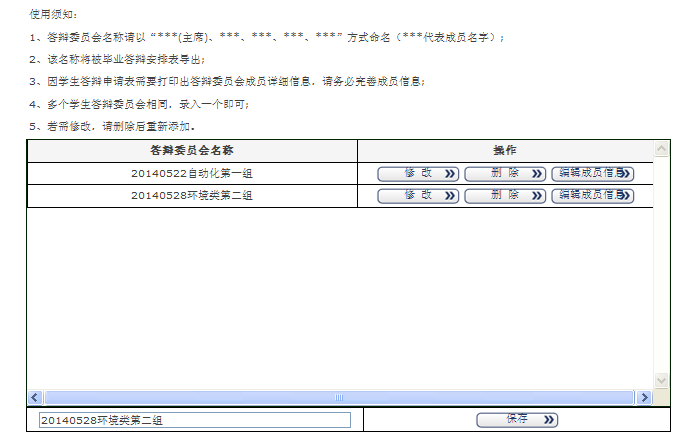 使用须知:
1、答辩委员会名称请以“***(主席)、***、***、***、***”方式命名（***代表成员名字）;
2、该名称将被毕业答辩安排表导出;
3、因学生答辩申请表需要打印出答辩委员会成员详细信息，请务必完善成员信息;
4、多个学生答辩委员会相同，录入一个即可;
5、若需修改，请删除后重新添加。
答辩委员会名称 操作
20140522自动化第一组 修 改 删 除 编辑成员信息
20140528环境类第二组 修 改 删 除 编辑成员信息
20140528环境类第二组 保存